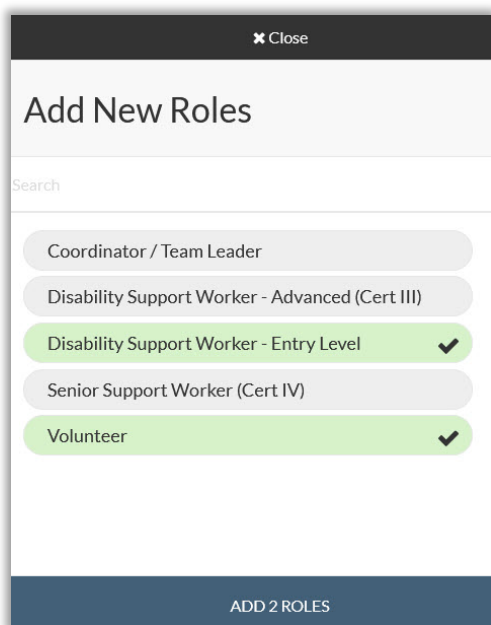 ✖ Close
Add New Roles
Search
Coordinator / Team Leader
Disability Support Worker - Advanced (Cert III)
Disability Support Worker - Entry Level
Senior Support Worker (Cert IV)
Volunteer
ADD 2 ROLES